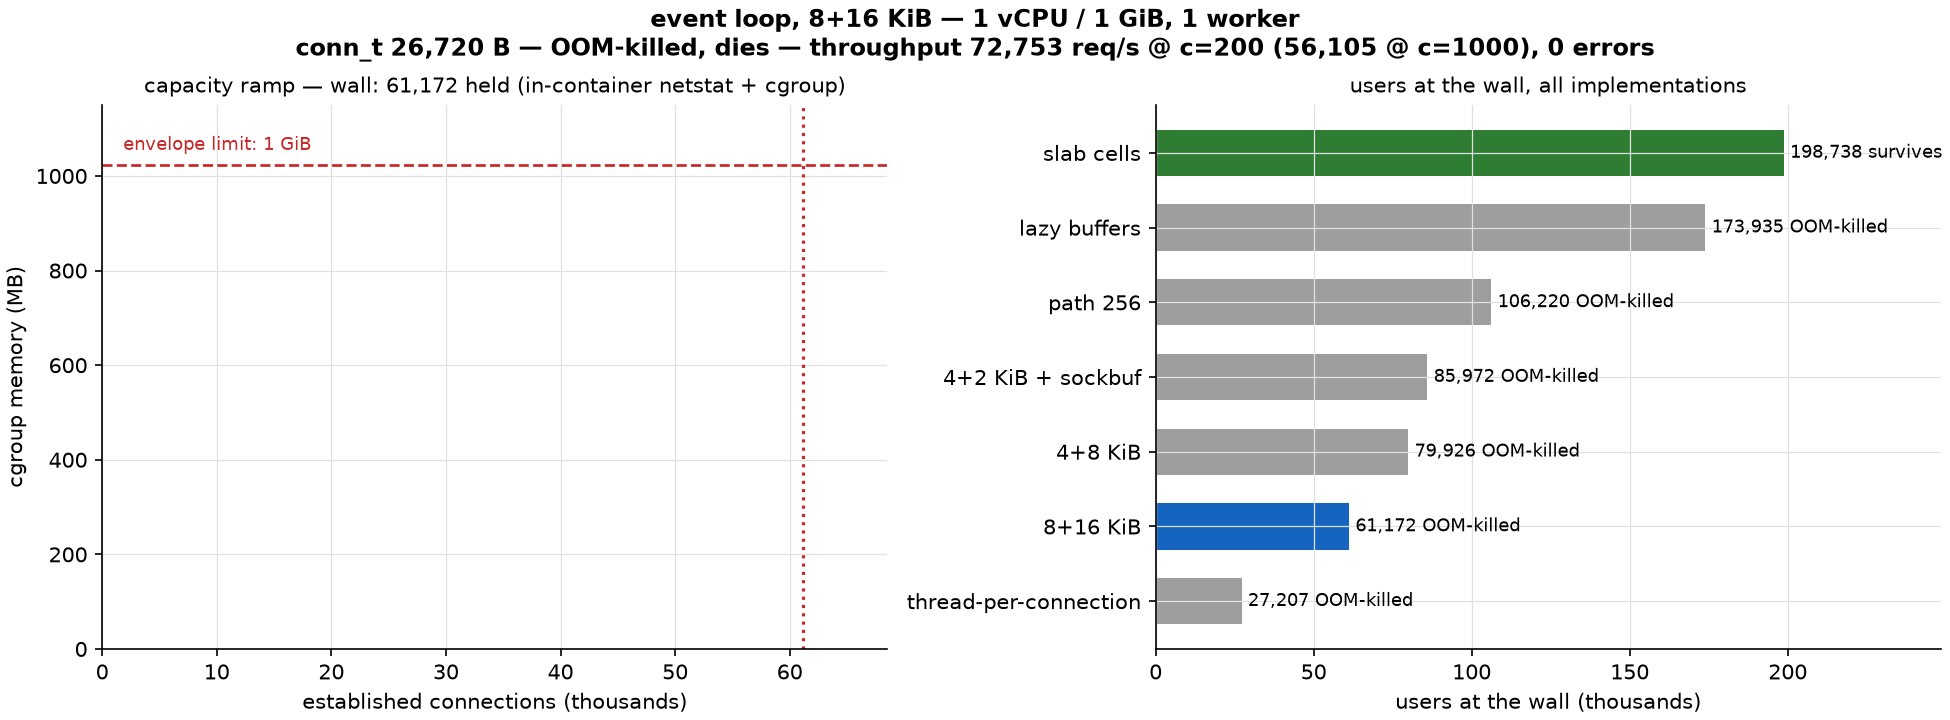 event loop, 8+16 KiB — 1 vCPU / 1 GiB, 1 worker
conn_t 26,720 B — OOM-killed, dies — throughput 72,753 req/s @ c=200 (56,105 @ c=1000), 0 errors
capacity ramp — wall: 61,172 held (in-container netstat + cgroup)
envelope limit: 1 GiB
1000
800
600
400
200
0
cgroup memory (MB)
0 10 20 30 40 50 60
established connections (thousands)
users at the wall, all implementations
slab cells 198,738 survives
lazy buffers 173,935 OOM-killed
path 256 106,220 OOM-killed
4+2 KiB + sockbuf 85,972 OOM-killed
4+8 KiB 79,926 OOM-killed
8+16 KiB 61,172 OOM-killed
thread-per-connection 27,207 OOM-killed
0 50 100 150 200
users at the wall (thousands)